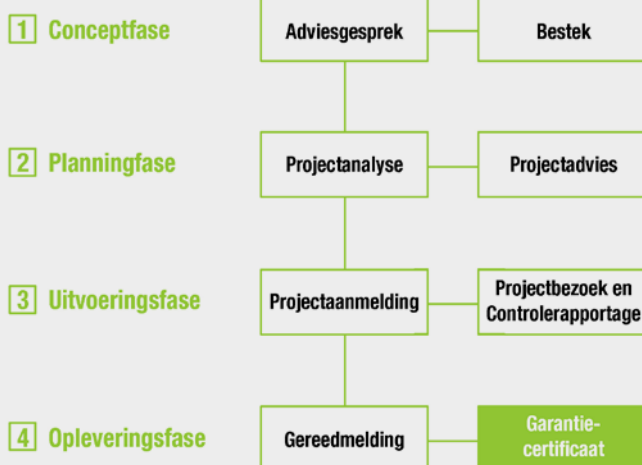 1 Conceptfase
Adviesgesprek
Bestek
2 Planningfase
Projectanalyse
Projectadvies
3 Uitvoeringsfase
Projectaanmelding
Projectbezoek en
Controlerapportage
4 Opleveringsfase
Gereedmelding
Garantie-
certificaat